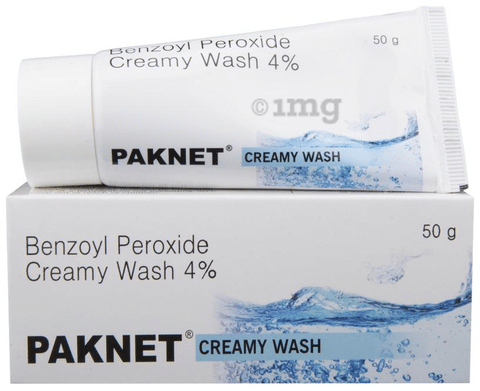 Benzoyl Peroxide
Creamy Wash 4%
50 g
©1mg
PAKNET® CREAMY WASH
Benzoyl Peroxide
Creamy Wash 4%
50 g
PAKNET® CREAMY WASH